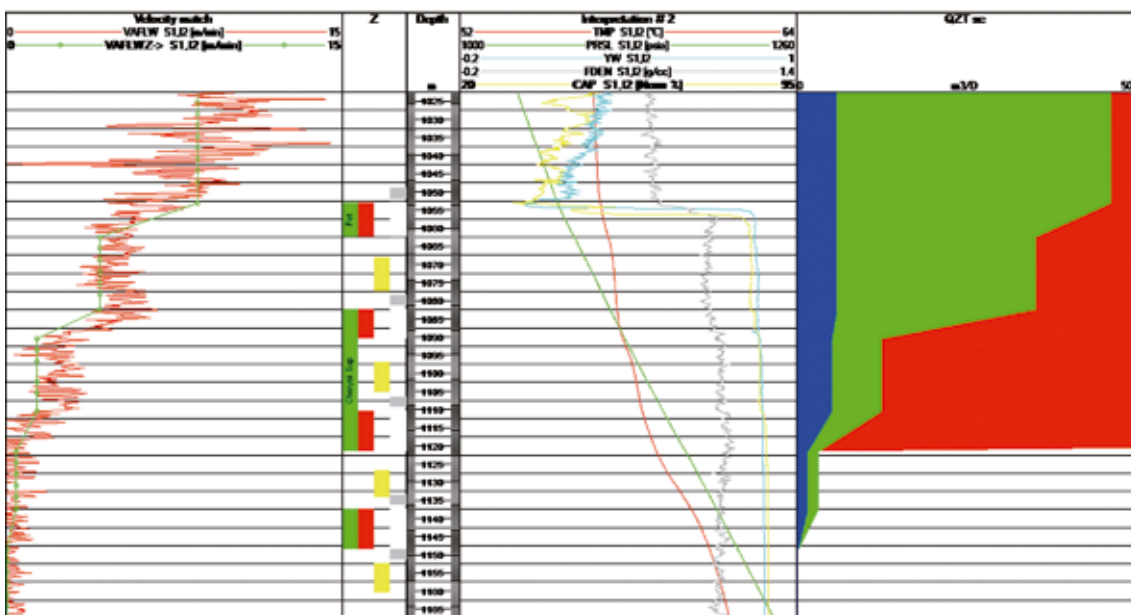 Velocity match
0 VAFLW S1,I2 [m/min] 15
0 VAFLWZ-> S1,I2 [m/min] 15
Z
Depth
m
Interpretation # 2
52 TMP S1,I2 [°C] 64
1000 PRSL S1,I2 [psia] 1260
-0.2 YW S1,I2 1
-0.2 FDEN S1,I2 [g/cc] 1.4
20 CAP S1,I2 [Norm %] 95
QZT sc
0 m3/D 50
1025
1030
1035
1040
1045
1050
1055
1060
1065
1070
1075
1080
1085
1090
1095
1100
1105
1110
1115
1120
1125
1130
1135
1140
1145
1150
1155
1160
1165